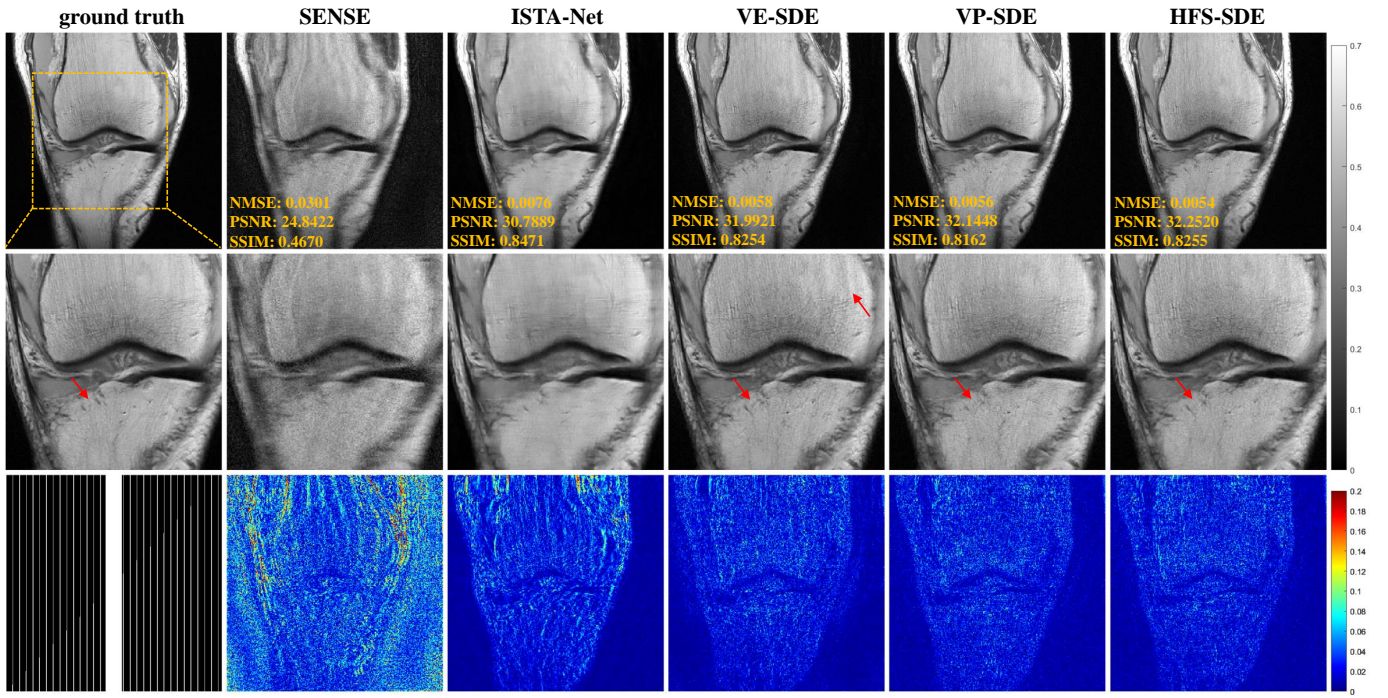 ground truth
SENSE
ISTA-Net
VE-SDE
VP-SDE
HFS-SDE
NMSE: 0.0301
PSNR: 24.8422
SSIM: 0.4670
NMSE: 0.0076
PSNR: 30.7889
SSIM: 0.8471
NMSE: 0.0058
PSNR: 31.9921
SSIM: 0.8254
NMSE: 0.0056
PSNR: 32.1448
SSIM: 0.8162
NMSE: 0.0054
PSNR: 32.2520
SSIM: 0.8255
0.7
0.6
0.5
0.4
0.3
0.2
0.1
0
0.2
0.18
0.16
0.14
0.12
0.1
0.08
0.06
0.04
0.02
0